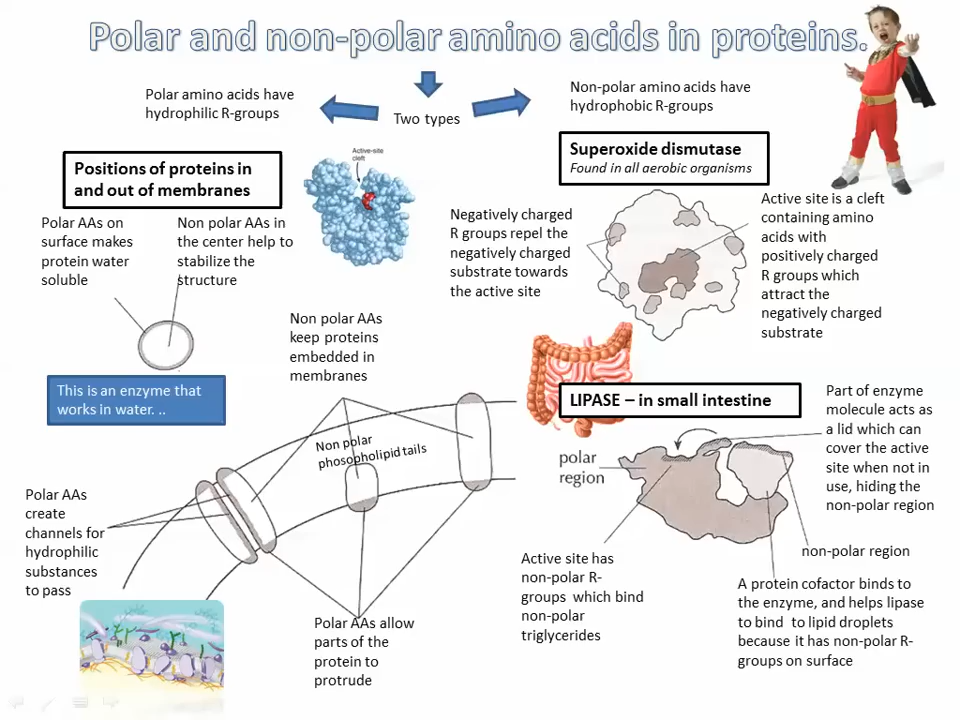 Polar and non-polar amino acids in proteins.
Polar amino acids have
hydrophilic R-groups
Two types
Non-polar amino acids have
hydrophobic R-groups
Positions of proteins in
and out of membranes
Active-site
cleft
Superoxide dismutase
Found in all aerobic organisms
Polar AAs on
surface makes
protein water
soluble
Non polar AAs in
the center help to
stabilize the
structure
Negatively charged
R groups repel the
negatively charged
substrate towards
the active site
Active site is a cleft
containing amino
acids with
positively charged
R groups which
attract the
negatively charged
substrate
Non polar AAs
keep proteins
embedded in
membranes
This is an enzyme that
works in water. ..
LIPASE – in small intestine
Part of enzyme
molecule acts as
a lid which can
cover the active
site when not in
use, hiding the
non-polar region
Non polar
phosopholipid tails
polar
region
Polar AAs
create
channels for
hydrophilic
substances
to pass
non-polar region
Active site has
non-polar R-
groups which bind
non-polar
triglycerides
A protein cofactor binds to
the enzyme, and helps lipase
to bind to lipid droplets
because it has non-polar R-
groups on surface
Polar AAs allow
parts of the
protein to
protrude